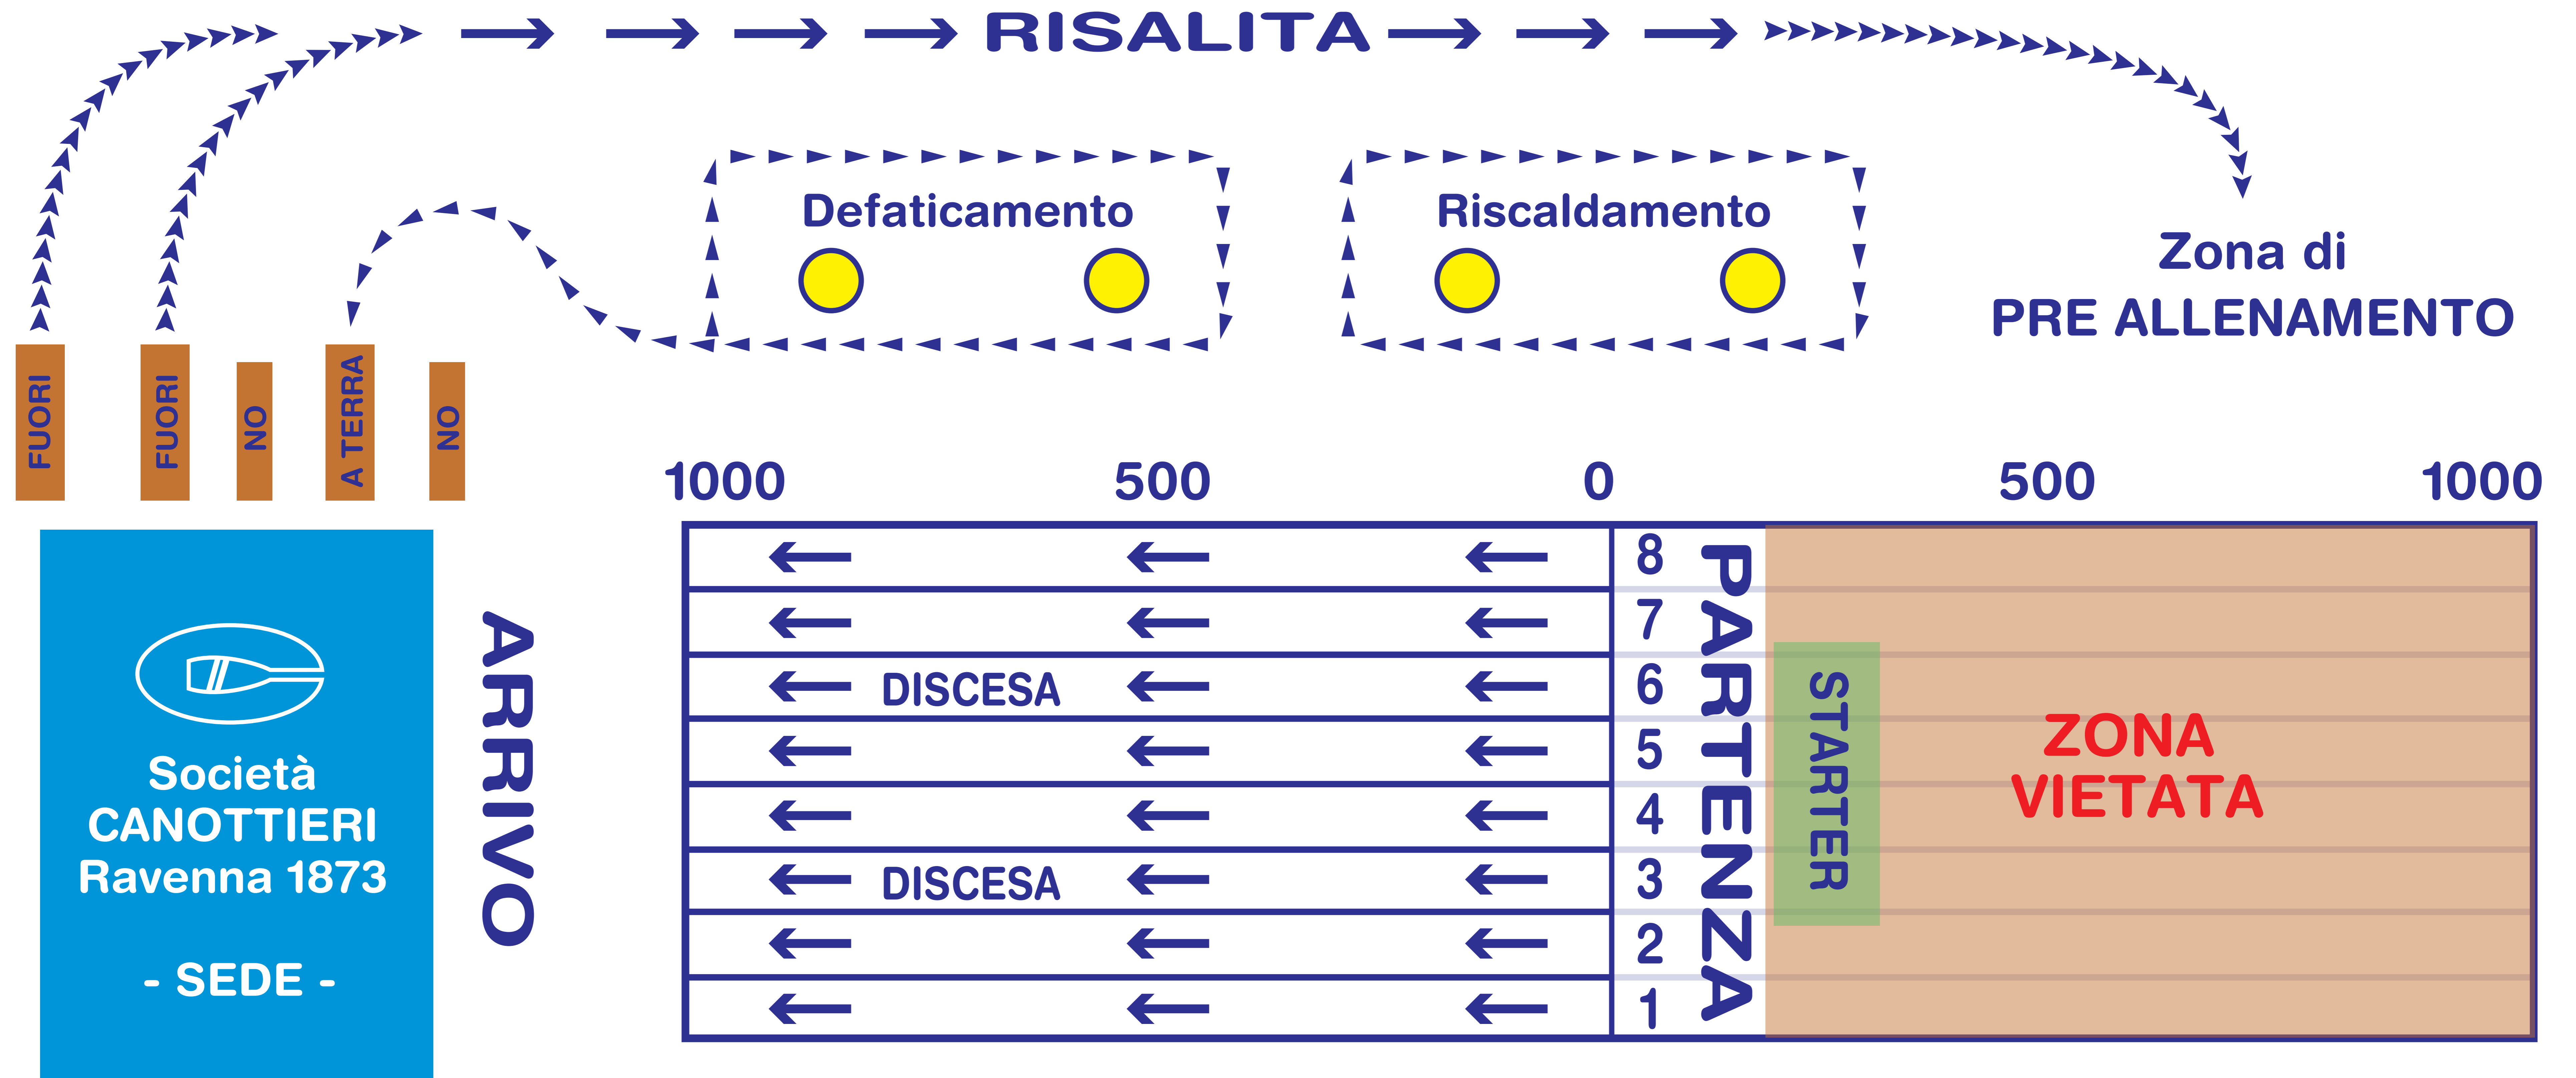 RISALITA
Defaticamento
Riscaldamento
Zona di
PRE ALLENAMENTO
FUORI
FUORI
NO
A TERRA
NO
1000
500
0
500
1000
ARRIVO
8
7
6
5
4
3
2
1
DISCESA
DISCESA
PARTENZA
STARTER
ZONA
VIETATA
Società
CANOTTIERI
Ravenna 1873
- SEDE -